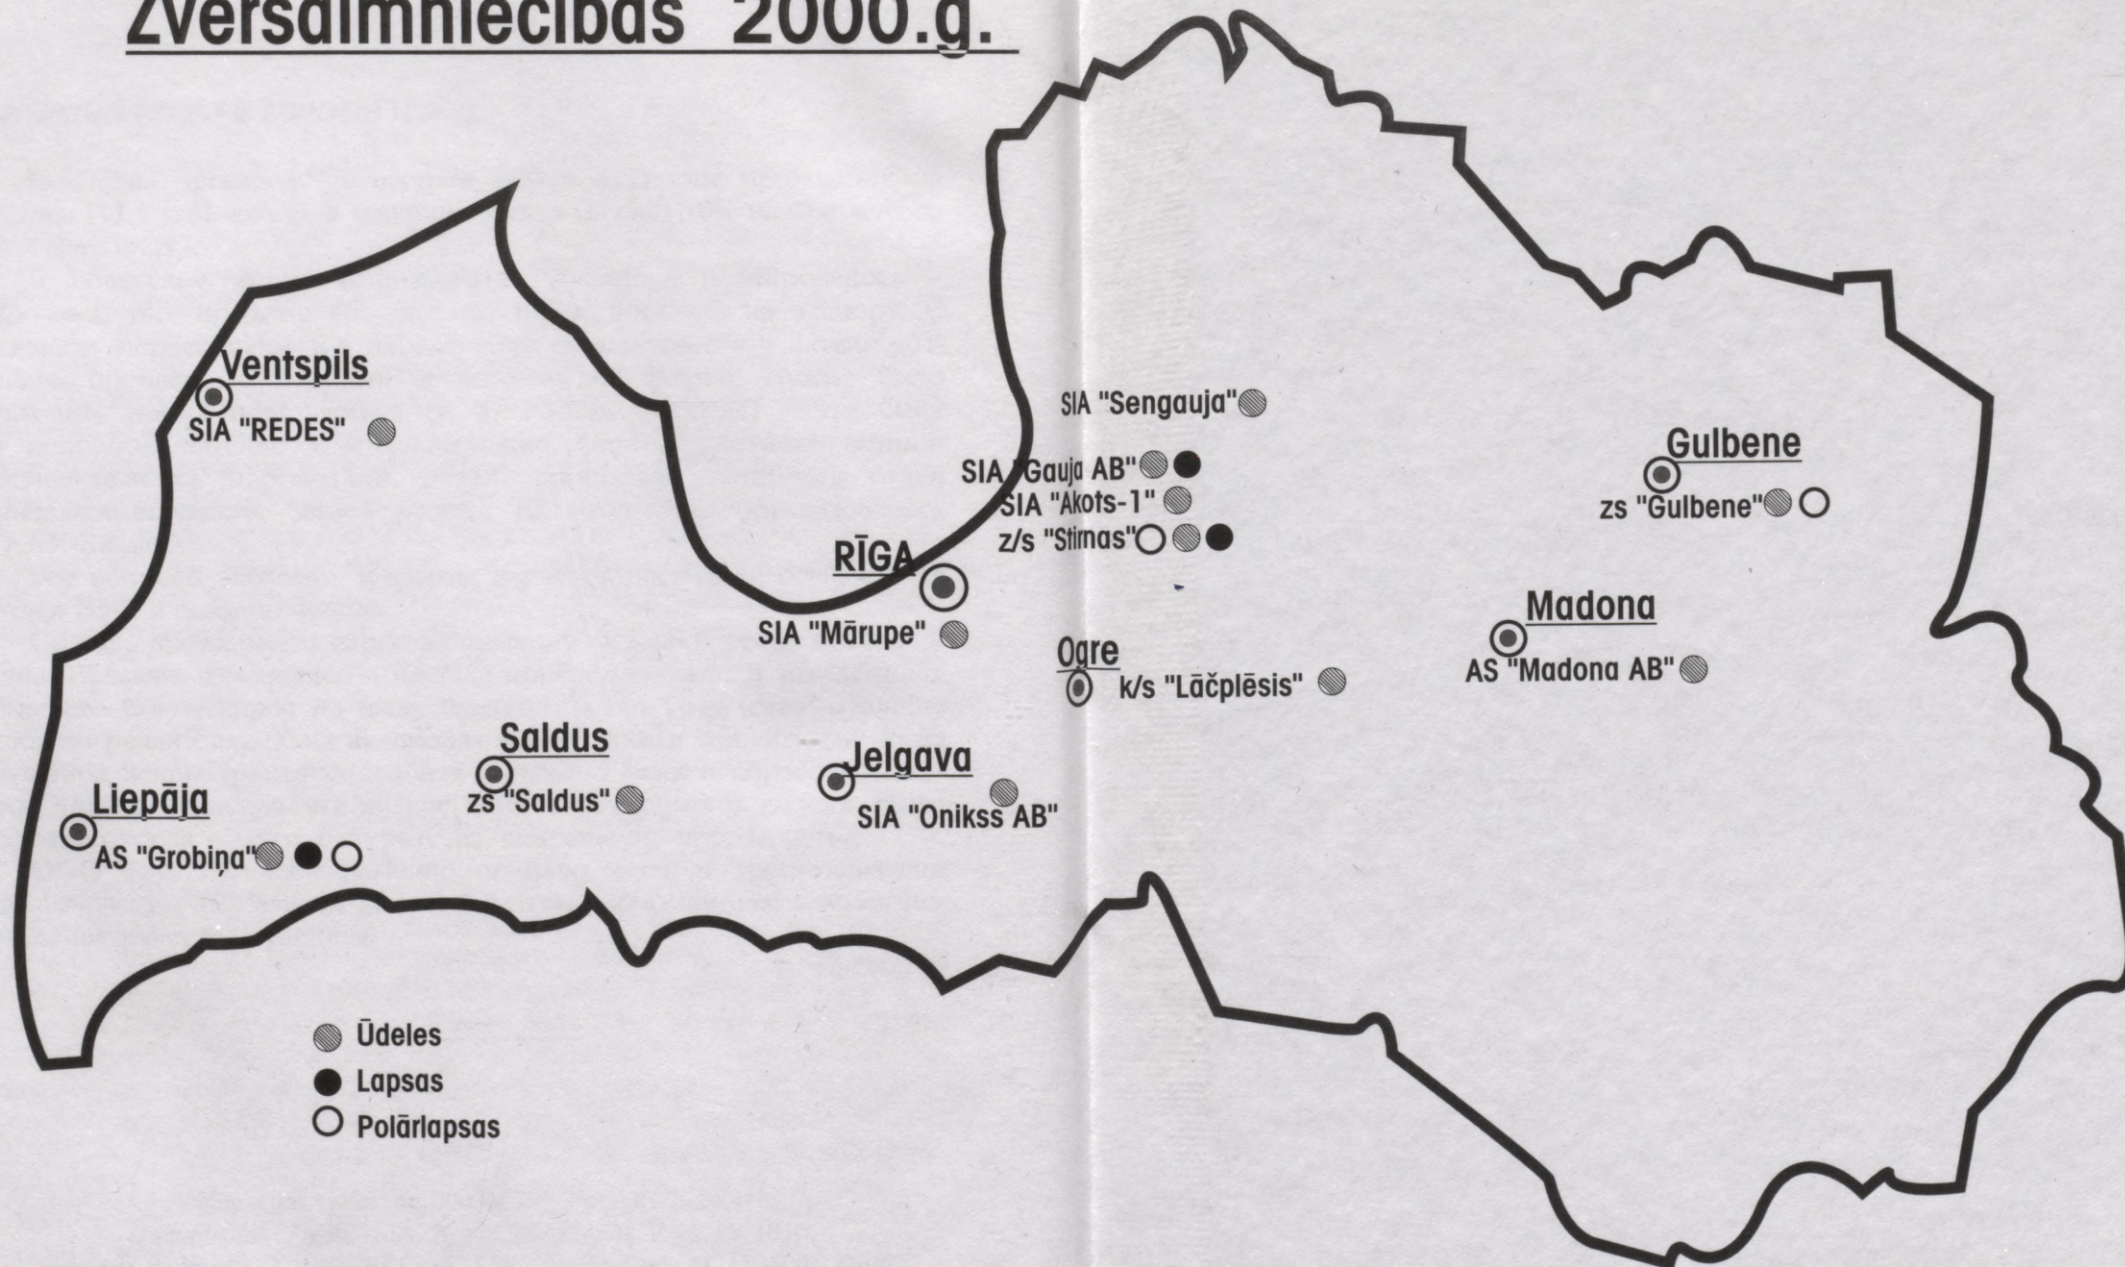 Zvērsaimniecības 2000.g.
Ventspils
SIA "REDES"
SIA "Sengauja"
SIA "Gauja AB"
SIA "Akots-1"
z/s "Stirnas"
Gulbene
zs "Gulbene"
RĪGA
SIA "Mārupe"
Ogre
k/s "Lāčplēsis"
Madona
AS "Madona AB"
Saldus
zs "Saldus"
Jelgava
SIA "Onikss AB"
Liepāja
AS "Grobiņa"
Ūdeles
Lapsas
Polārlapsas